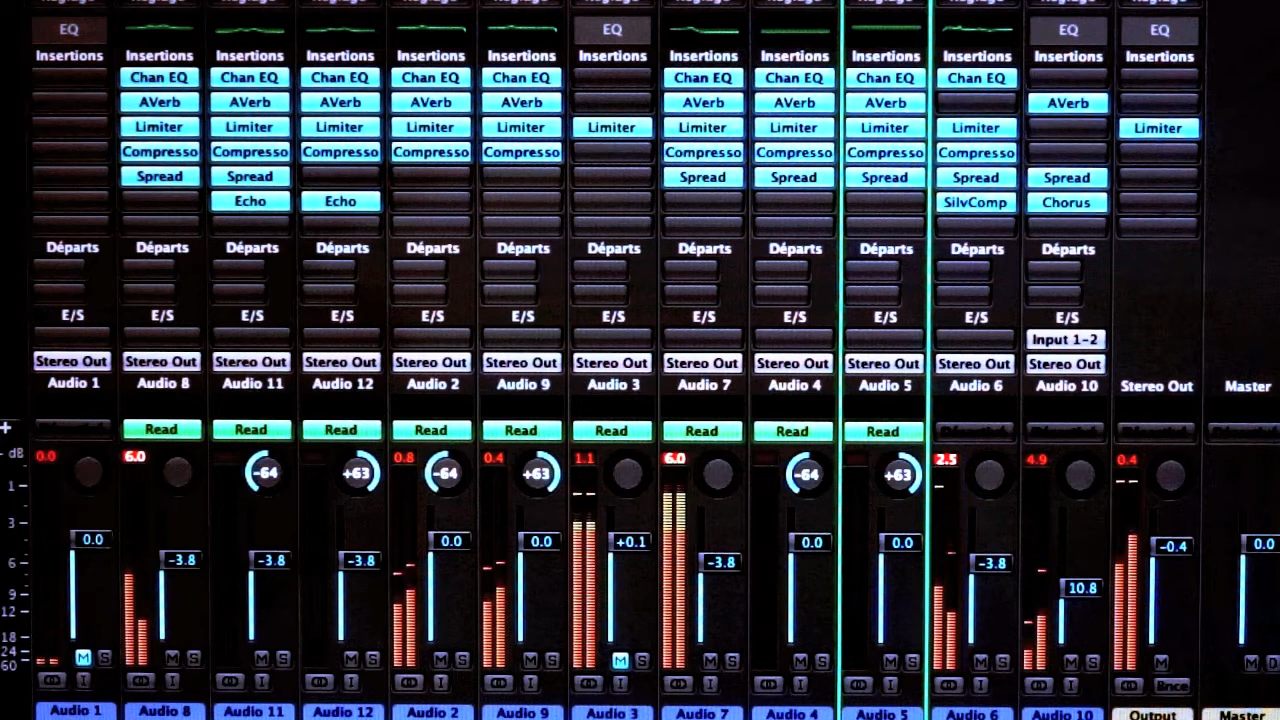 EQ EQ EQ EQ
Insertions Insertions Insertions Insertions Insertions Insertions Insertions Insertions Insertions Insertions Insertions Insertions Insertions
Chan EQ Chan EQ Chan EQ Chan EQ Chan EQ Chan EQ Chan EQ Chan EQ Chan EQ
AVerb AVerb AVerb AVerb AVerb AVerb AVerb AVerb AVerb
Limiter Limiter Limiter Limiter Limiter Limiter Limiter Limiter Limiter Limiter Limiter
Compresso Compresso Compresso Compresso Compresso Compresso Compresso Compresso Compresso
Spread Spread Spread Spread Spread Spread Spread
Echo Echo SilvComp Chorus
Départs Départs Départs Départs Départs Départs Départs Départs Départs Départs Départs Départs
E/S E/S E/S E/S E/S E/S E/S E/S E/S E/S E/S E/S
Input 1-2
Stereo Out Stereo Out Stereo Out Stereo Out Stereo Out Stereo Out Stereo Out Stereo Out Stereo Out Stereo Out Stereo Out Stereo Out
Audio 1 Audio 8 Audio 11 Audio 12 Audio 2 Audio 9 Audio 3 Audio 7 Audio 4 Audio 5 Audio 6 Audio 10 Stereo Out Master
+ Read Read Read Read Read Read Read Read Read
dB 0.0 6.0 0.8 0.4 1.1 6.0 2.5 4.9 0.4
-64 +63 -64 +63 -64 +63
1
3
0.0 -3.8 -3.8 -3.8 0.0 0.0 +0.1 -3.8 0.0 0.0 -3.8 10.8 -0.4 0.0
6
9
12
18
24
60
M S M S M S M S M S M S M S M S M S M S M S M S M M D
I I I I I I I I I I I I Bnce
Audio 1 Audio 8 Audio 11 Audio 12 Audio 2 Audio 9 Audio 3 Audio 7 Audio 4 Audio 5 Audio 6 Audio 10 Output Master